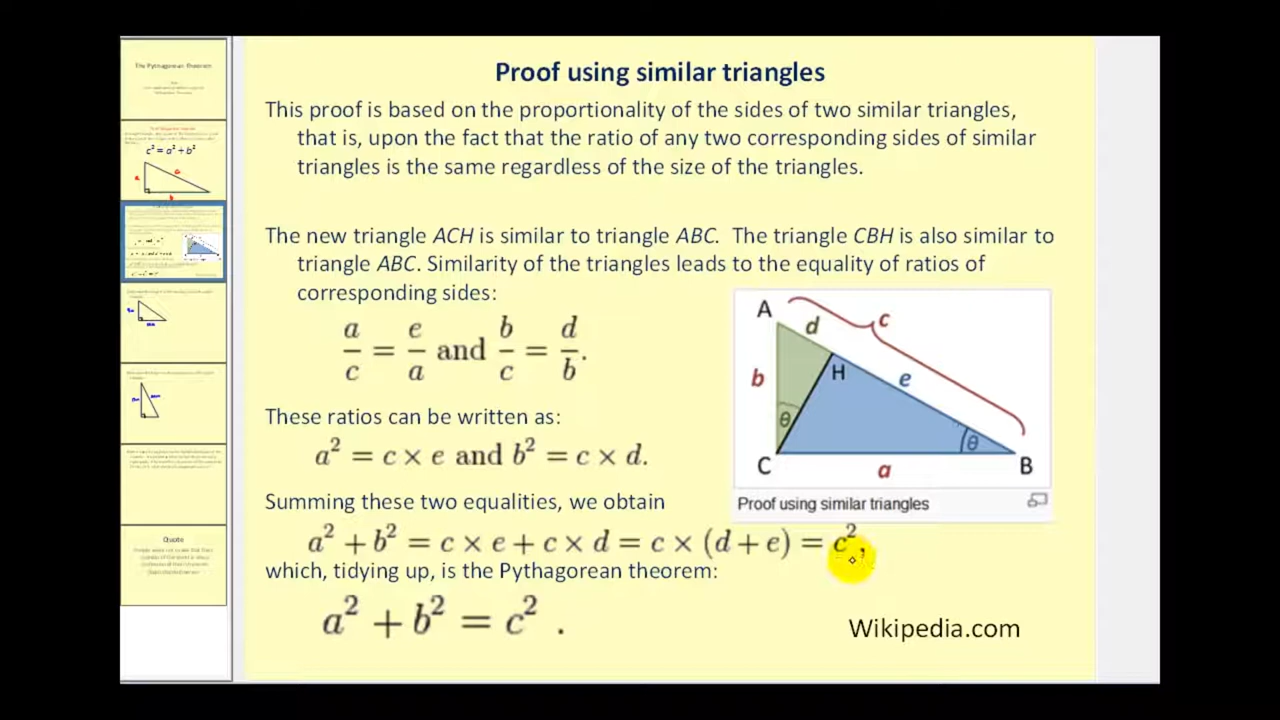 Proof using similar triangles
This proof is based on the proportionality of the sides of two similar triangles,
that is, upon the fact that the ratio of any two corresponding sides of similar
triangles is the same regardless of the size of the triangles.
The new triangle ACH is similar to triangle ABC. The triangle CBH is also similar to
triangle ABC. Similarity of the triangles leads to the equality of ratios of
corresponding sides:
a/c = e/a and b/c = d/b.
These ratios can be written as:
a² = c × e and b² = c × d.
Summing these two equalities, we obtain
a² + b² = c × e + c × d = c × (d + e) = c²,
which, tidying up, is the Pythagorean theorem:
a² + b² = c² .
A
d
c
b
H
e
θ
θ
C
a
B
Proof using similar triangles
Wikipedia.com
The Pythagorean Theorem
c² = a² + b²
Quote